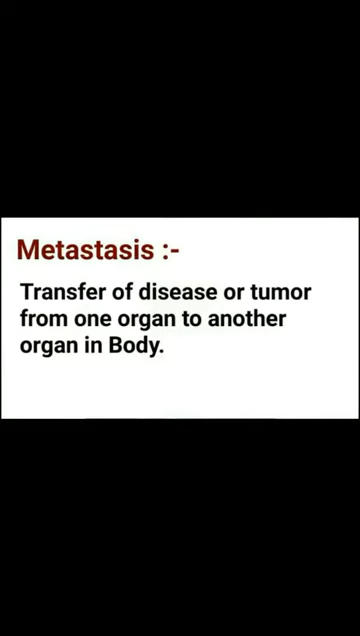 Metastasis :-
Transfer of disease or tumor
from one organ to another
organ in Body.